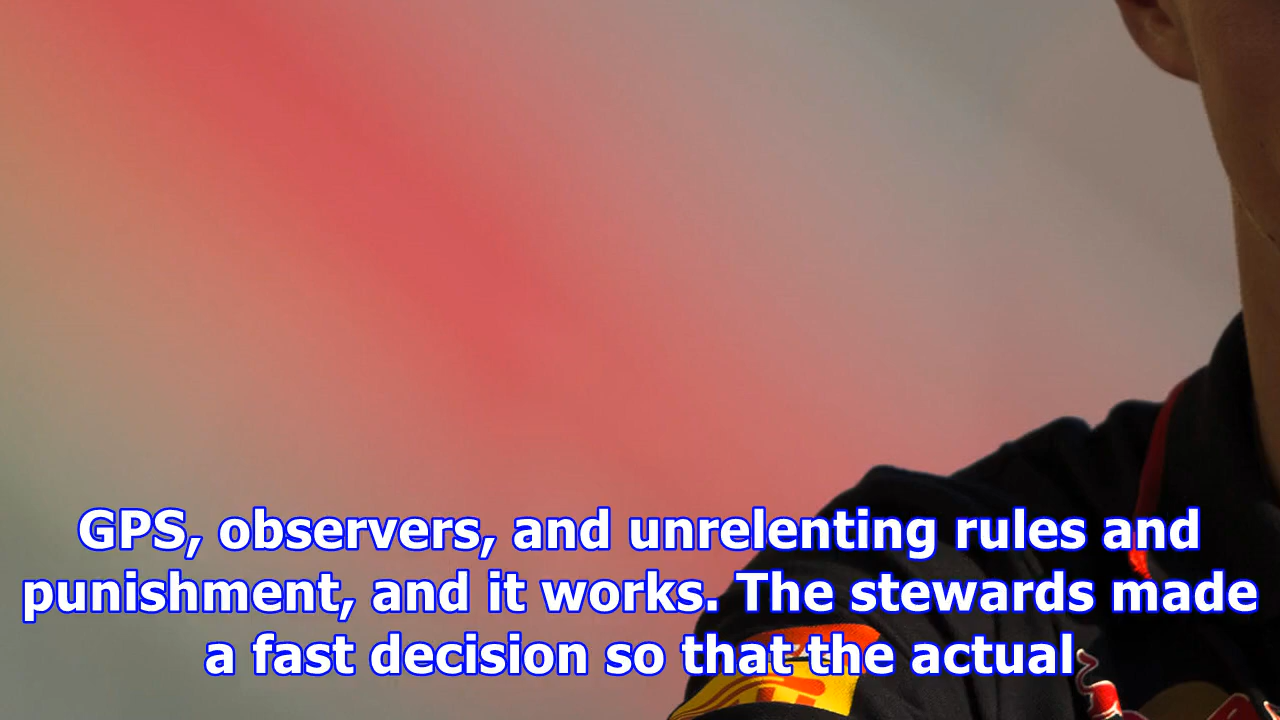 GPS, observers, and unrelenting rules and
punishment, and it works. The stewards made
a fast decision so that the actual